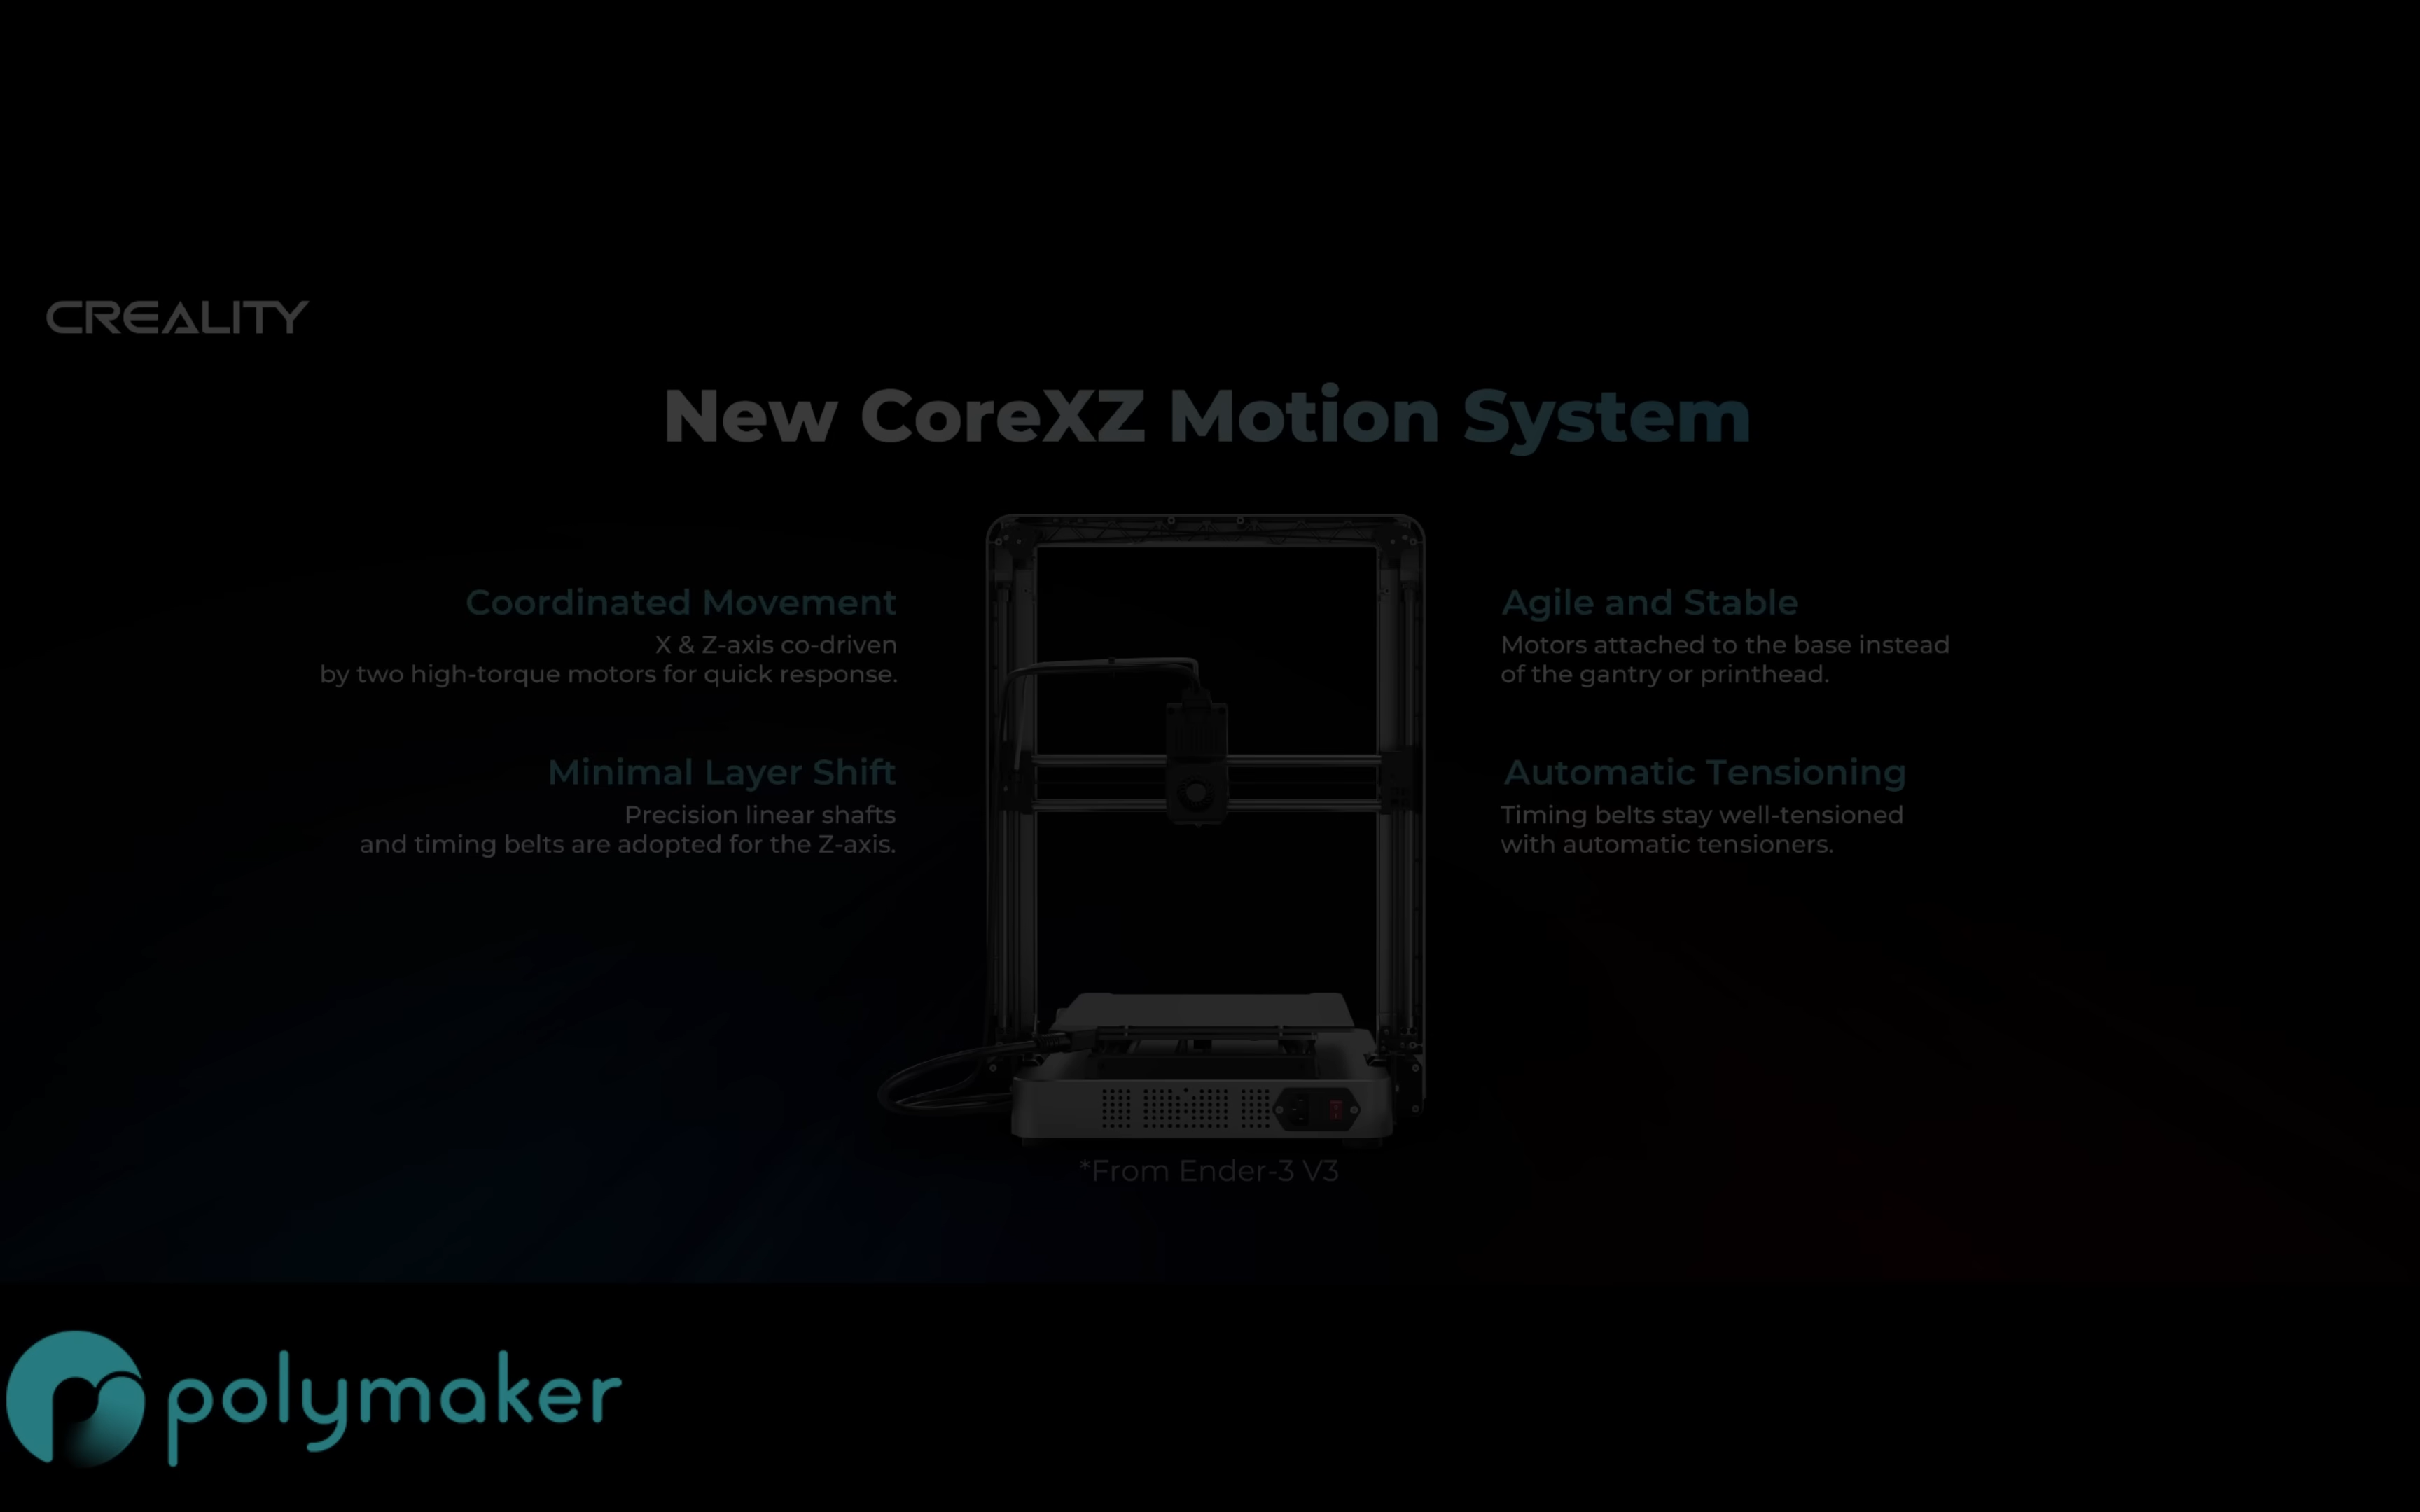 CREALITY
New CoreXZ Motion System
Coordinated Movement
X & Z-axis co-driven
by two high-torque motors for quick response.
Minimal Layer Shift
Precision linear shafts
and timing belts are adopted for the Z-axis.
Agile and Stable
Motors attached to the base instead
of the gantry or printhead.
Automatic Tensioning
Timing belts stay well-tensioned
with automatic tensioners.
*From Ender-3 V3
polymaker